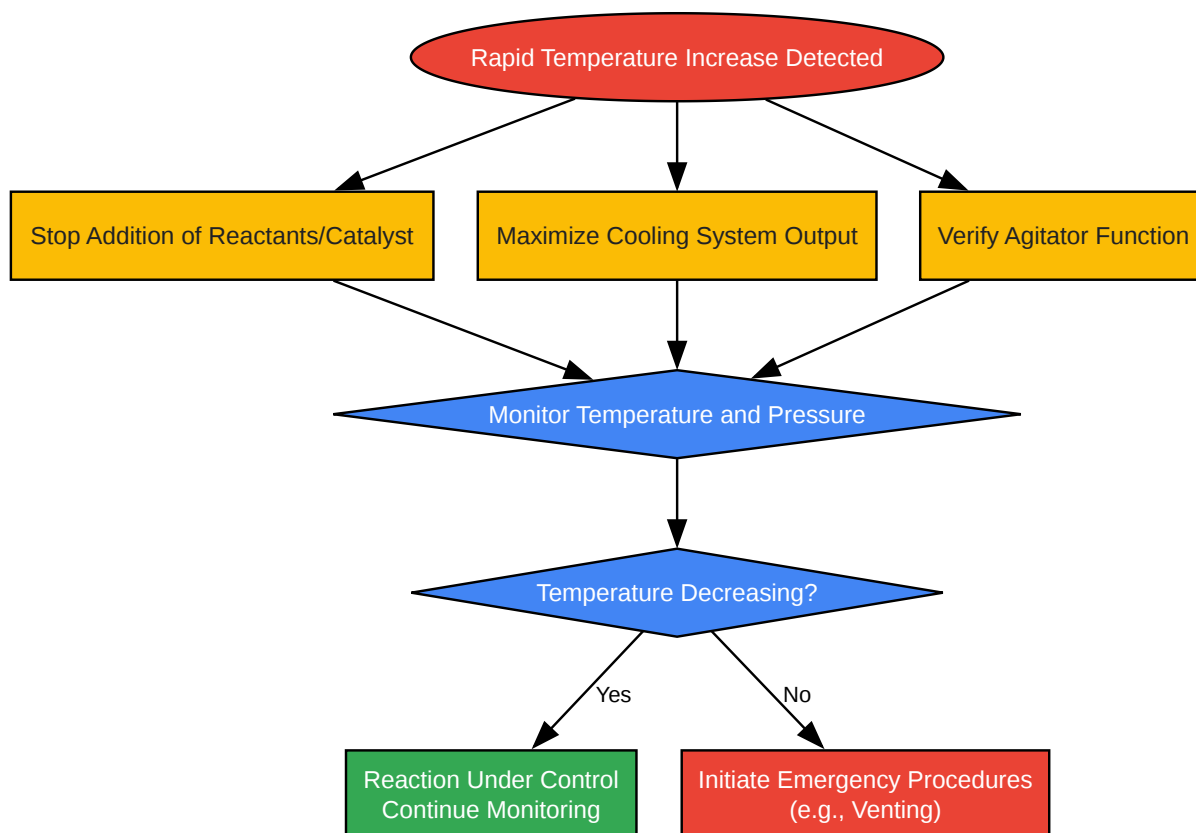 Rapid Temperature Increase Detected
Stop Addition of Reactants/Catalyst
Maximize Cooling System Output
Verify Agitator Function
Monitor Temperature and Pressure
Temperature Decreasing?
Yes
No
Reaction Under Control
Continue Monitoring
Initiate Emergency Procedures
(e.g., Venting)